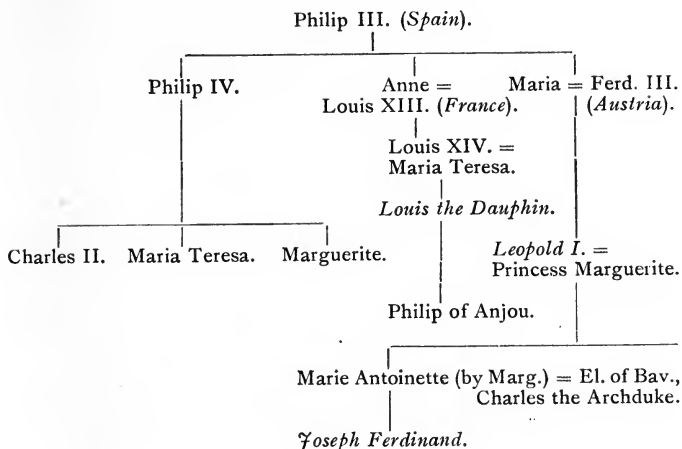 Philip III. (Spain).
Philip IV.
Anne =
Louis XIII. (France).
Maria = Ferd. III.
(Austria).
Louis XIV. =
Maria Teresa.
Louis the Dauphin.
Charles II. Maria Teresa. Marguerite.
Leopold I. =
Princess Marguerite.
Philip of Anjou.
Marie Antoinette (by Marg.) = El. of Bav.,
Charles the Archduke.
Joseph Ferdinand.